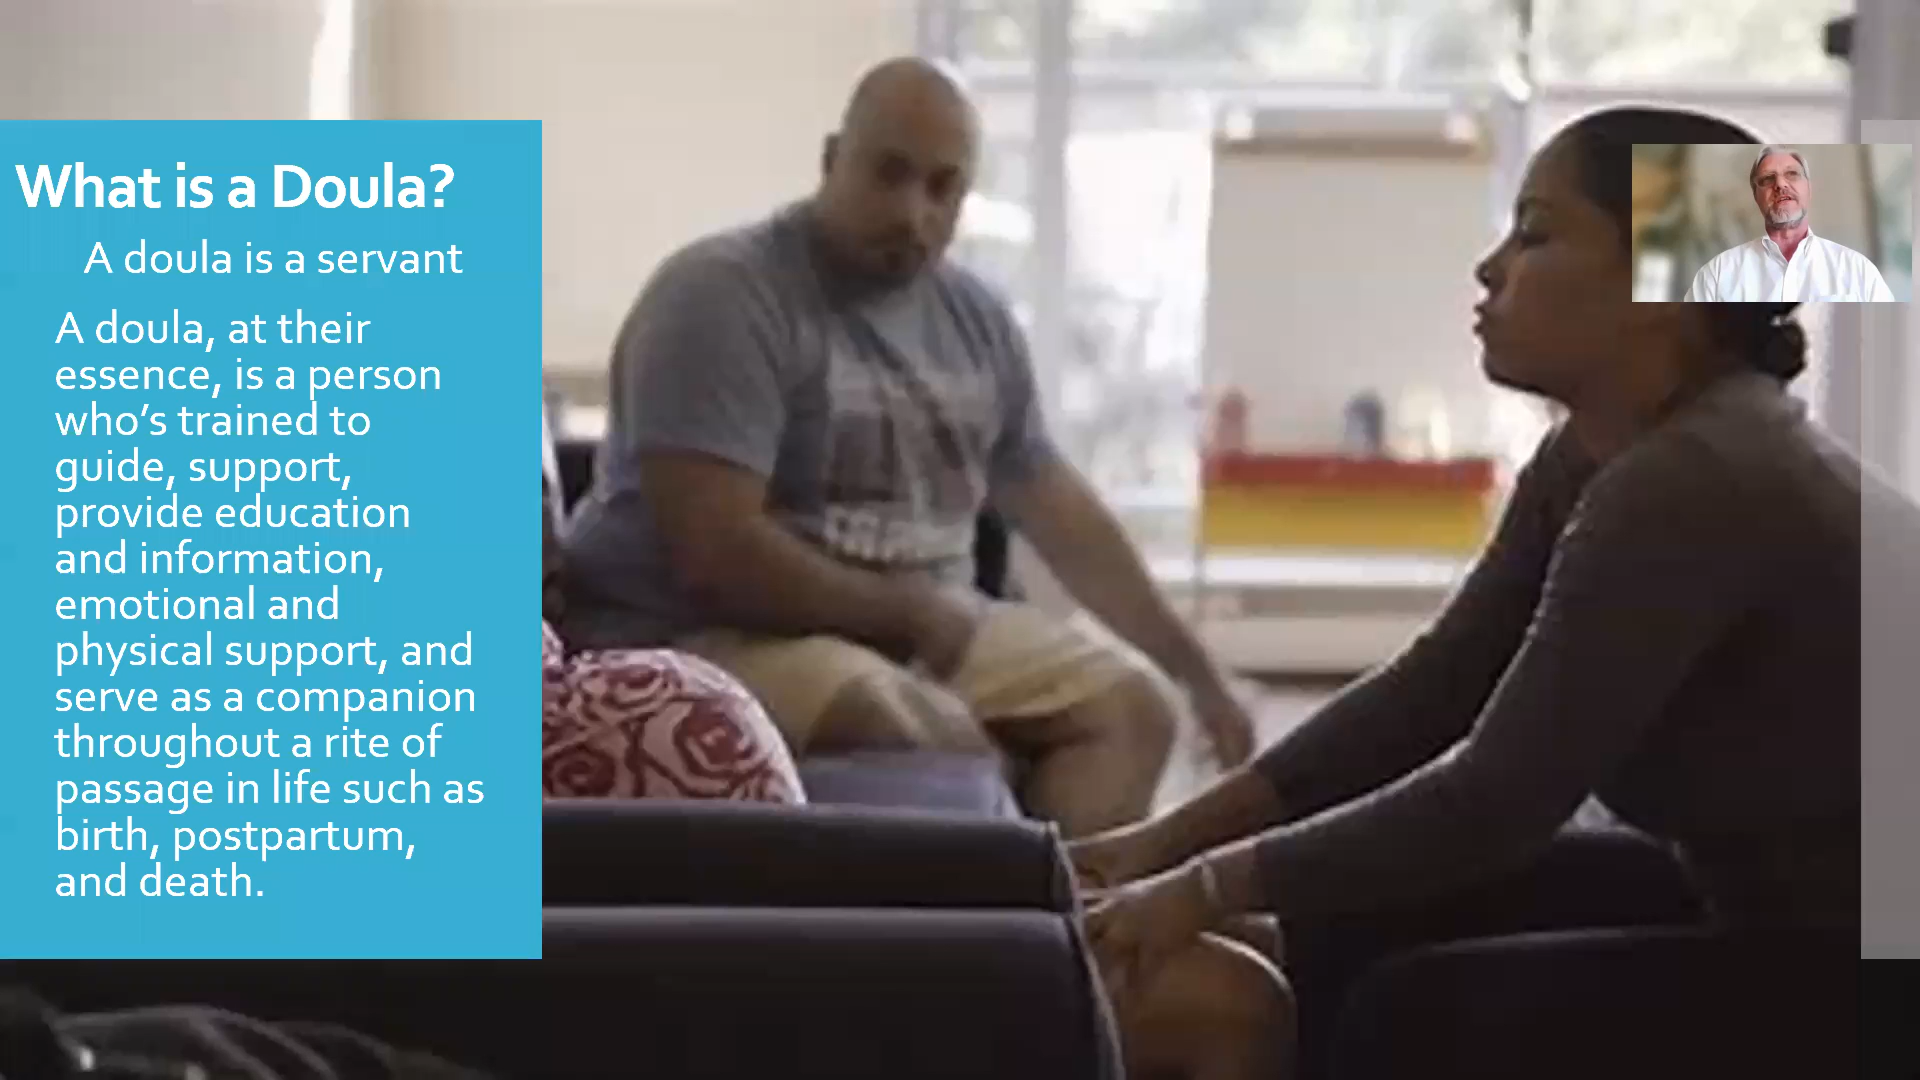 What is a Doula?
A doula is a servant
A doula, at their
essence, is a person
who’s trained to
guide, support,
provide education
and information,
emotional and
physical support, and
serve as a companion
throughout a rite of
passage in life such as
birth, postpartum,
and death.